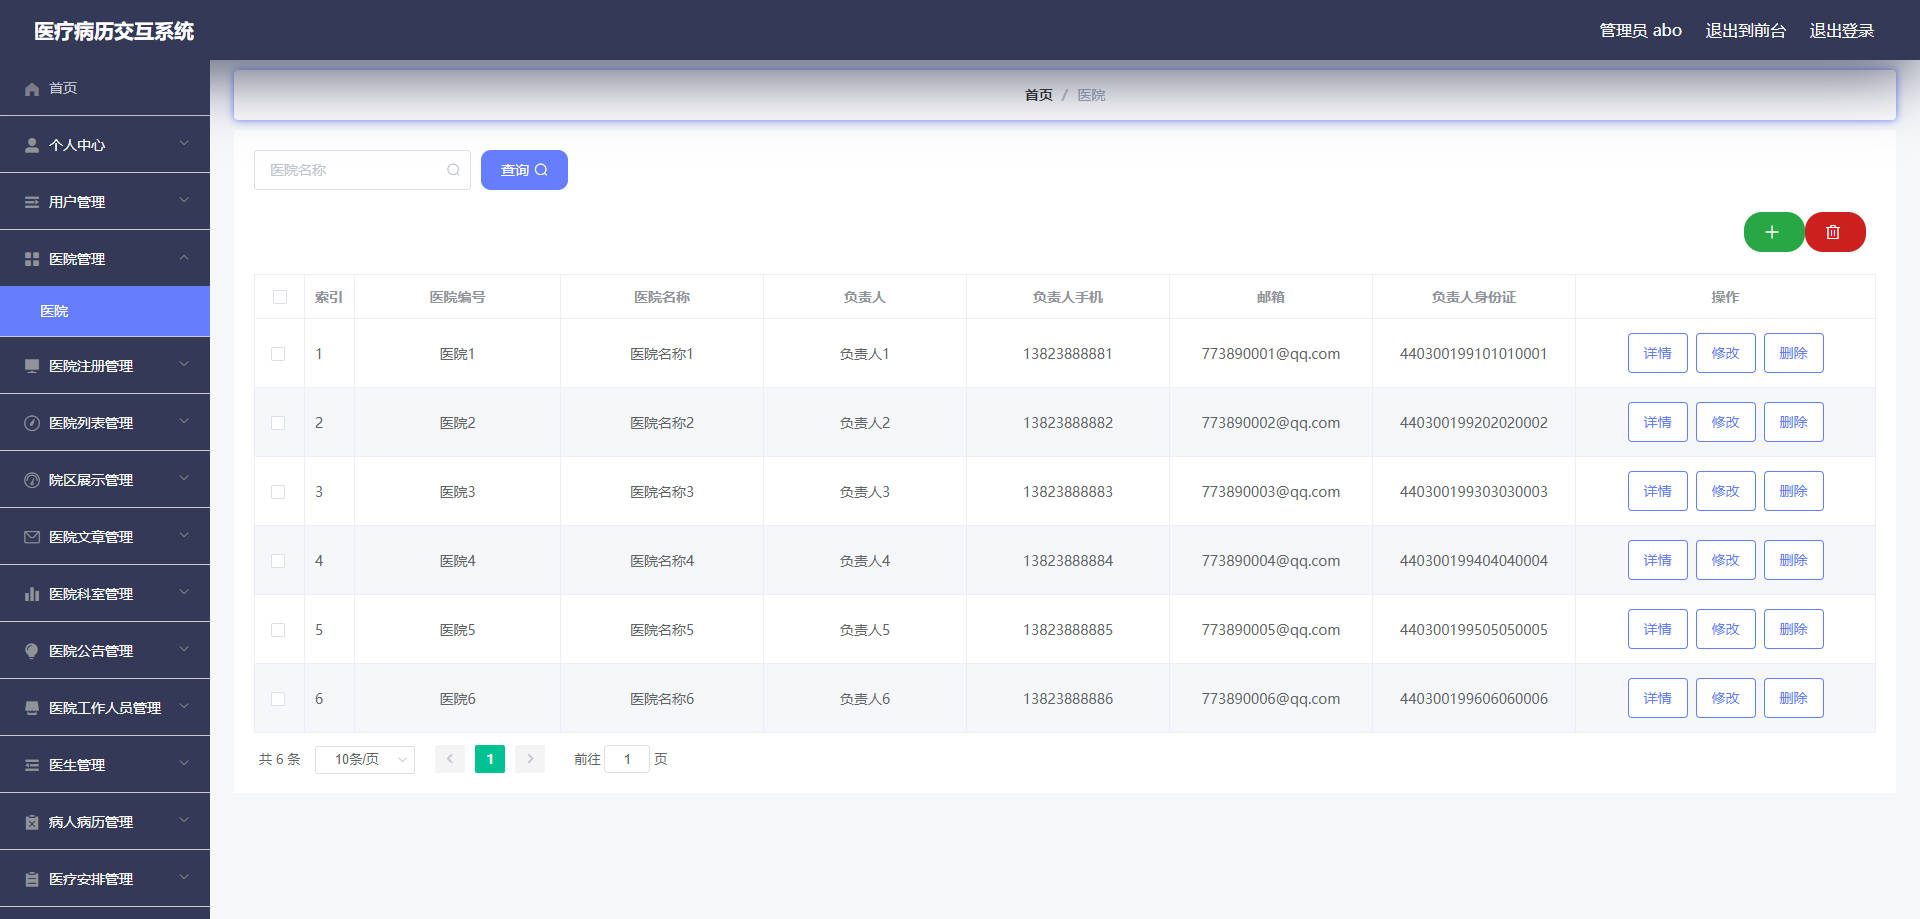 医疗病历交互系统
管理员 abo 退出到前台 退出登录
首页
个人中心
用户管理
医院管理
医院
医院注册管理
医院列表管理
院区展示管理
医院文章管理
医院科室管理
医院公告管理
医院工作人员管理
医生管理
病人病历管理
医疗安排管理
首页 / 医院
医院名称 查询
索引 医院编号 医院名称 负责人 负责人手机 邮箱 负责人身份证 操作
1 医院1 医院名称1 负责人1 13823888881 773890001@qq.com 440300199101010001 详情 修改 删除
2 医院2 医院名称2 负责人2 13823888882 773890002@qq.com 440300199202020002 详情 修改 删除
3 医院3 医院名称3 负责人3 13823888883 773890003@qq.com 440300199303030003 详情 修改 删除
4 医院4 医院名称4 负责人4 13823888884 773890004@qq.com 440300199404040004 详情 修改 删除
5 医院5 医院名称5 负责人5 13823888885 773890005@qq.com 440300199505050005 详情 修改 删除
6 医院6 医院名称6 负责人6 13823888886 773890006@qq.com 440300199606060006 详情 修改 删除
共 6 条 10条/页 1 前往 1 页